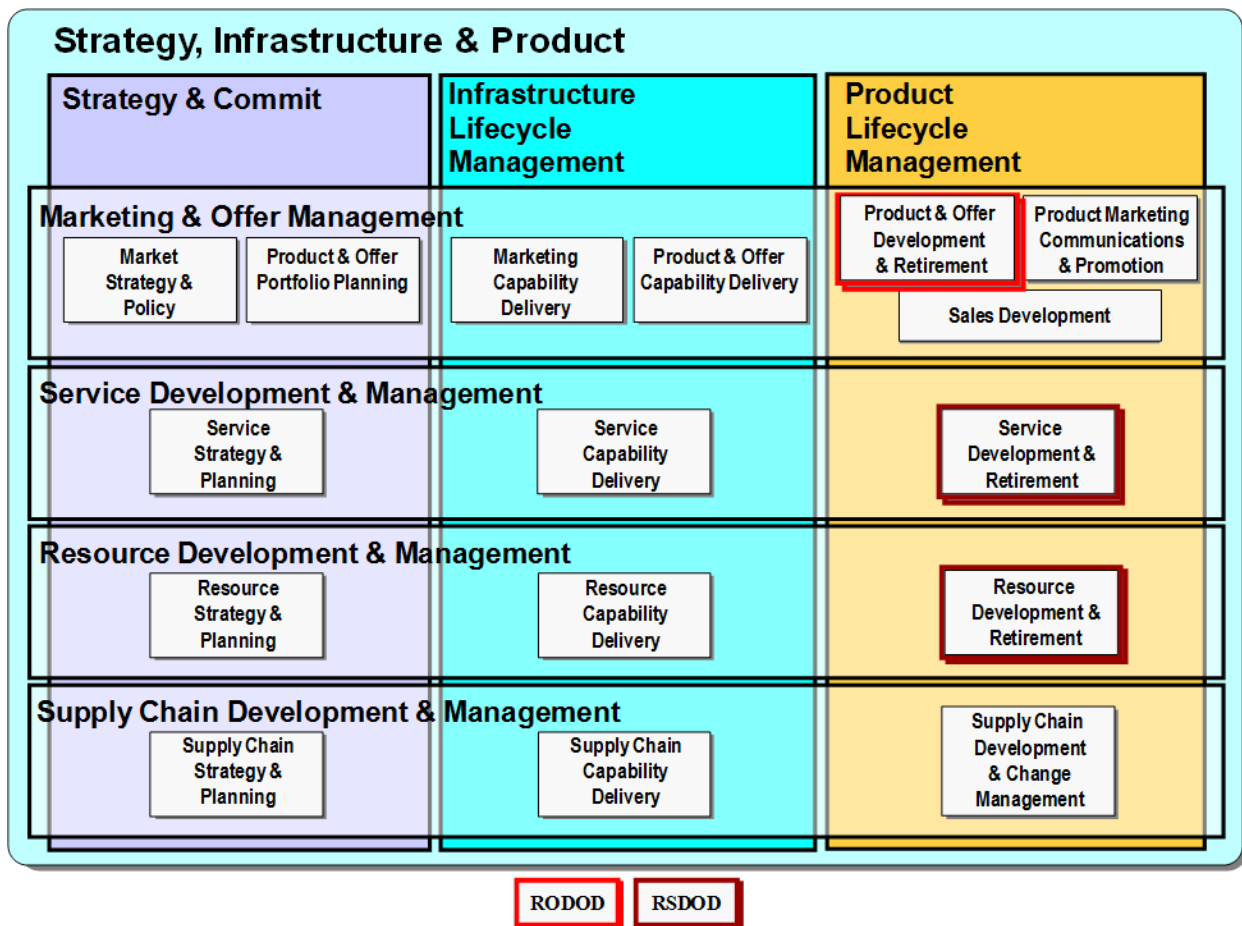 Strategy, Infrastructure & Product
Strategy & Commit
Infrastructure
Lifecycle
Management
Product
Lifecycle
Management
Marketing & Offer Management
Market
Strategy &
Policy
Product & Offer
Portfolio Planning
Marketing
Capability
Delivery
Product & Offer
Capability Delivery
Product & Offer
Development
& Retirement
Product Marketing
Communications
& Promotion
Sales Development
Service Development & Management
Service
Strategy &
Planning
Service
Capability
Delivery
Service
Development &
Retirement
Resource Development & Management
Resource
Strategy &
Planning
Resource
Capability
Delivery
Resource
Development &
Retirement
Supply Chain Development & Management
Supply Chain
Strategy &
Planning
Supply Chain
Capability
Delivery
Supply Chain
Development
& Change
Management
RODOD
RSDOD